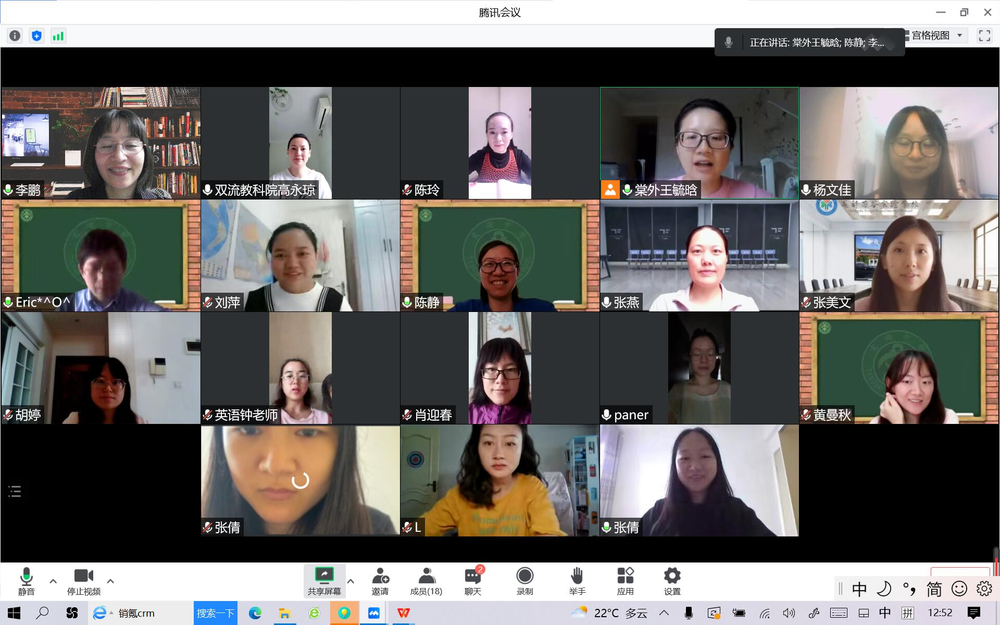 腾讯会议
正在讲话: 棠外王毓晗; 陈静; 李...
宫格视图
李鹏
双流教科院高永琼
陈玲
棠外王毓晗
杨文佳
Chengdu Xingu Experimental School
Eric*^O^
刘萍
陈静
张燕
张美文
胡婷
英语钟老师
肖迎春
paner
黄曼秋
张倩
L
张倩
静音
停止视频
共享屏幕
邀请
成员(18)
2
聊天
录制
举手
应用
设置
中
简
销氪crm
搜索一下
22°C 多云
中
拼
12:52